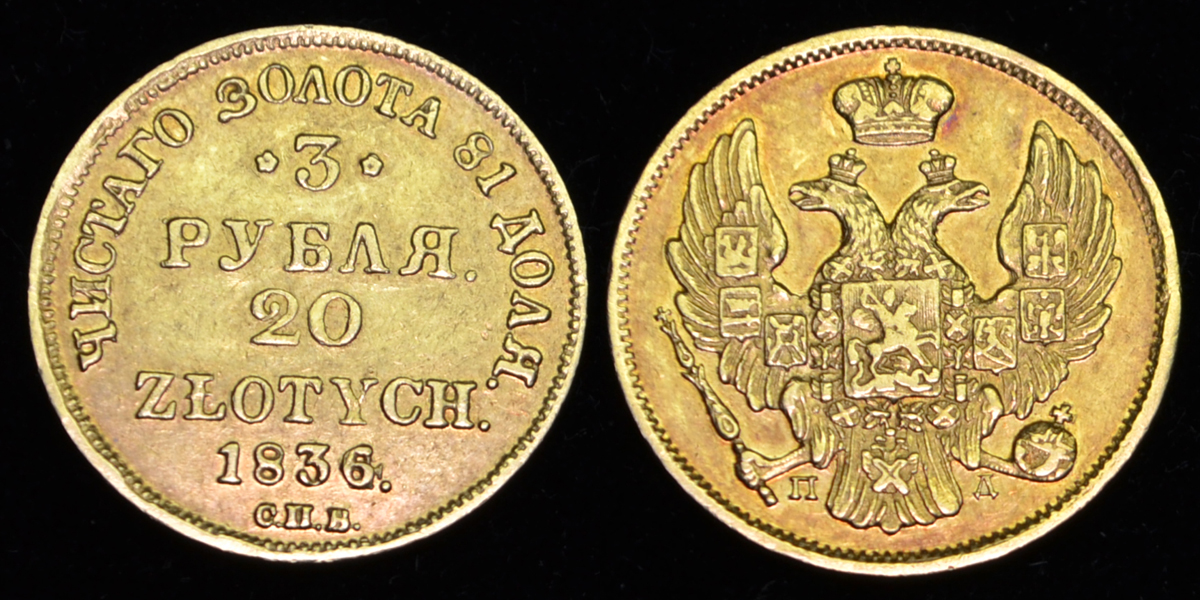 ЧИСТАГО ЗОЛОТА 81 ДОЛЯ.
3
РУБЛЯ.
20
ZŁOTYCH.
1836.
С.П.Б.
П Д